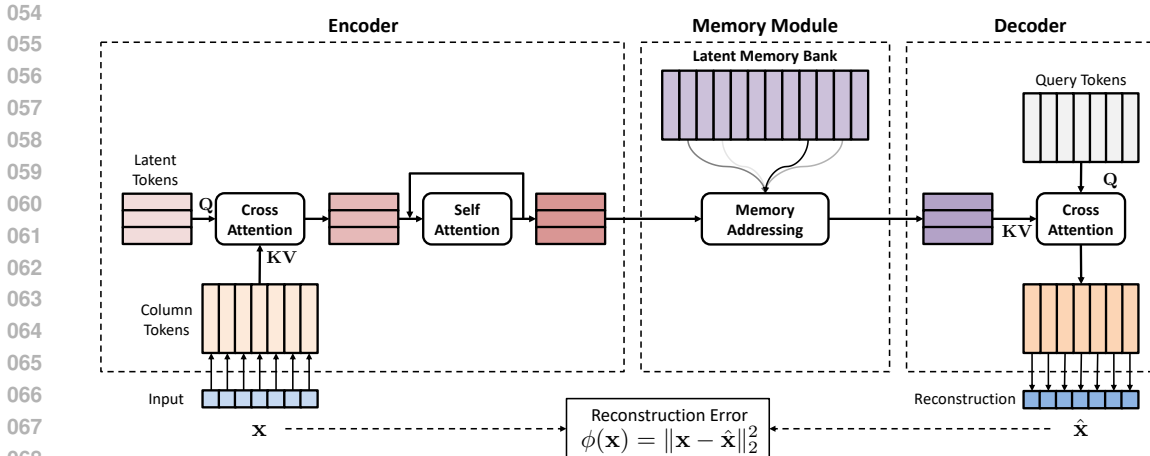 054
055
056
057
058
059
060
061
062
063
064
065
066
067
Encoder
Memory Module
Decoder
Latent Memory Bank
Query Tokens
Latent
Tokens
Q
Cross
Attention
Self
Attention
Memory
Addressing
Q
KV
Cross
Attention
KV
Column
Tokens
Input
Reconstruction
x
Reconstruction Error
ϕ(x) = ‖x − x̂‖₂²
x̂